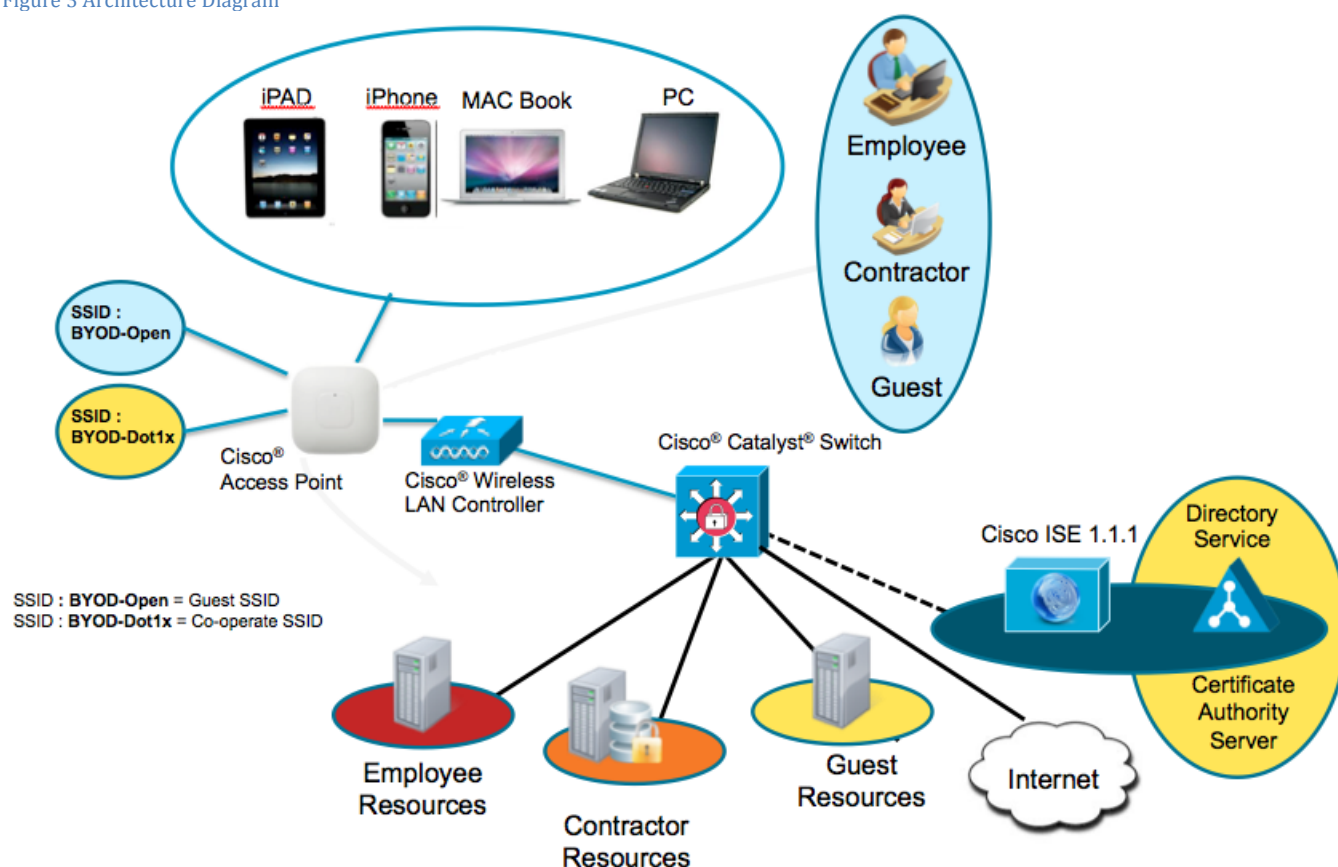 Figure 3 Architecture Diagram
iPAD
iPhone
MAC Book
PC
Employee
Contractor
Guest
SSID :
BYOD-Open
SSID :
BYOD-Dot1x
Cisco®
Access Point
Cisco® Wireless
LAN Controller
Cisco® Catalyst® Switch
Cisco ISE 1.1.1
Directory
Service
Certificate
Authority
Server
SSID : BYOD-Open = Guest SSID
SSID : BYOD-Dot1x = Co-operate SSID
Employee
Resources
Contractor
Resources
Guest
Resources
Internet